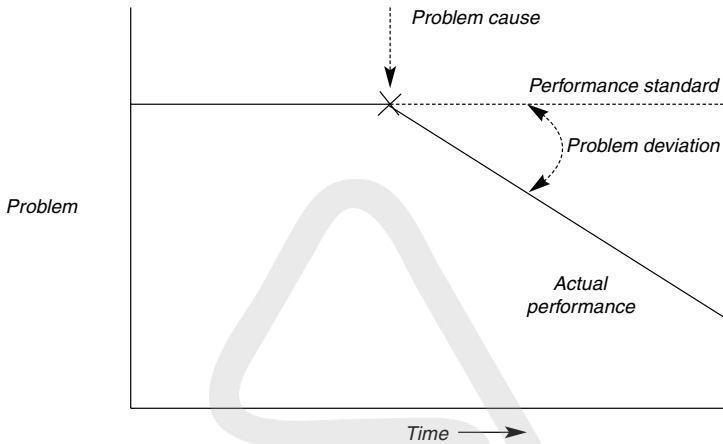 Problem cause
Performance standard
Problem deviation
Problem
Actual
performance
Time